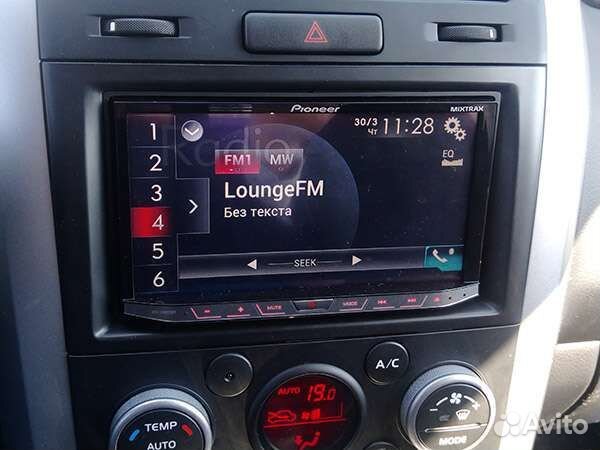 Pioneer
MIXTRAX
1
2
3
4
5
6
Radio
30/3
Чт
11:28
FM1
MW
EQ
LoungeFM
Без текста
SEEK
MUTE
MODE
A/C
AUTO
19.0
TEMP
AUTO
MODE
Avito